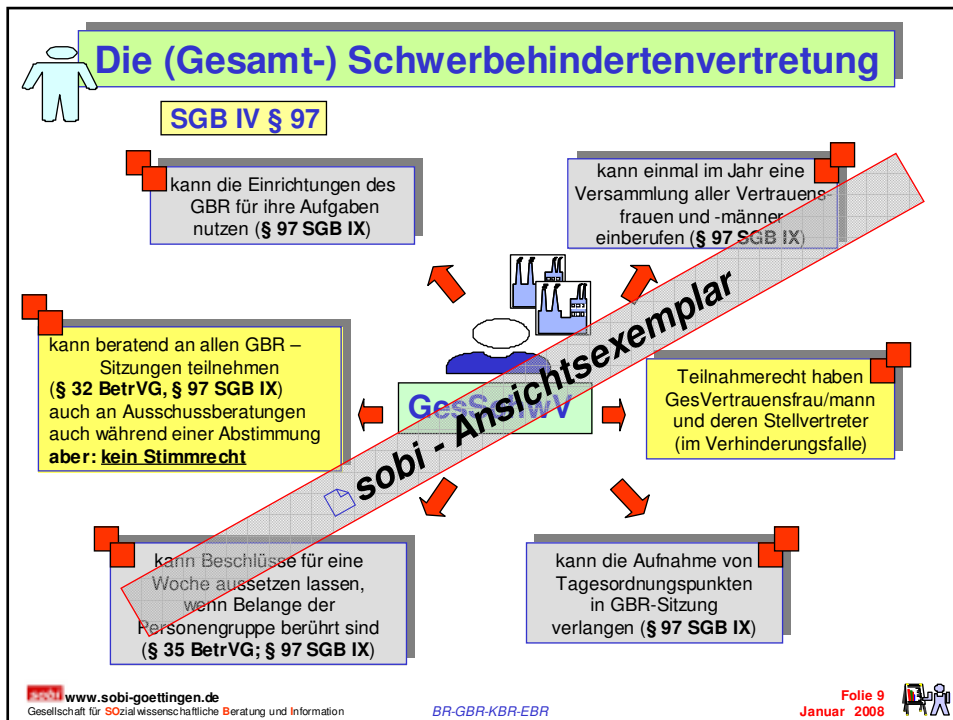 Die (Gesamt-) Schwerbehindertenvertretung
SGB IV § 97
kann die Einrichtungen des
GBR für ihre Aufgaben
nutzen (§ 97 SGB IX)
kann einmal im Jahr eine
Versammlung aller Vertrauens-
frauen und -männer
einberufen (§ 97 SGB IX)
kann beratend an allen GBR –
Sitzungen teilnehmen
(§ 32 BetrVG, § 97 SGB IX)
auch an Ausschussberatungen
auch während einer Abstimmung
aber: kein Stimmrecht
GesSchwV
Teilnahmerecht haben
GesVertrauensfrau/mann
und deren Stellvertreter
(im Verhinderungsfalle)
sobi - Ansichtsexemplar
kann Beschlüsse für eine
Woche aussetzen lassen,
wenn Belange der
Personengruppe berührt sind
(§ 35 BetrVG; § 97 SGB IX)
kann die Aufnahme von
Tagesordnungspunkten
in GBR-Sitzung
verlangen (§ 97 SGB IX)
sobi www.sobi-goettingen.de
Gesellschaft für SOzialwissenschaftliche Beratung und Information
BR-GBR-KBR-EBR
Folie 9
Januar 2008